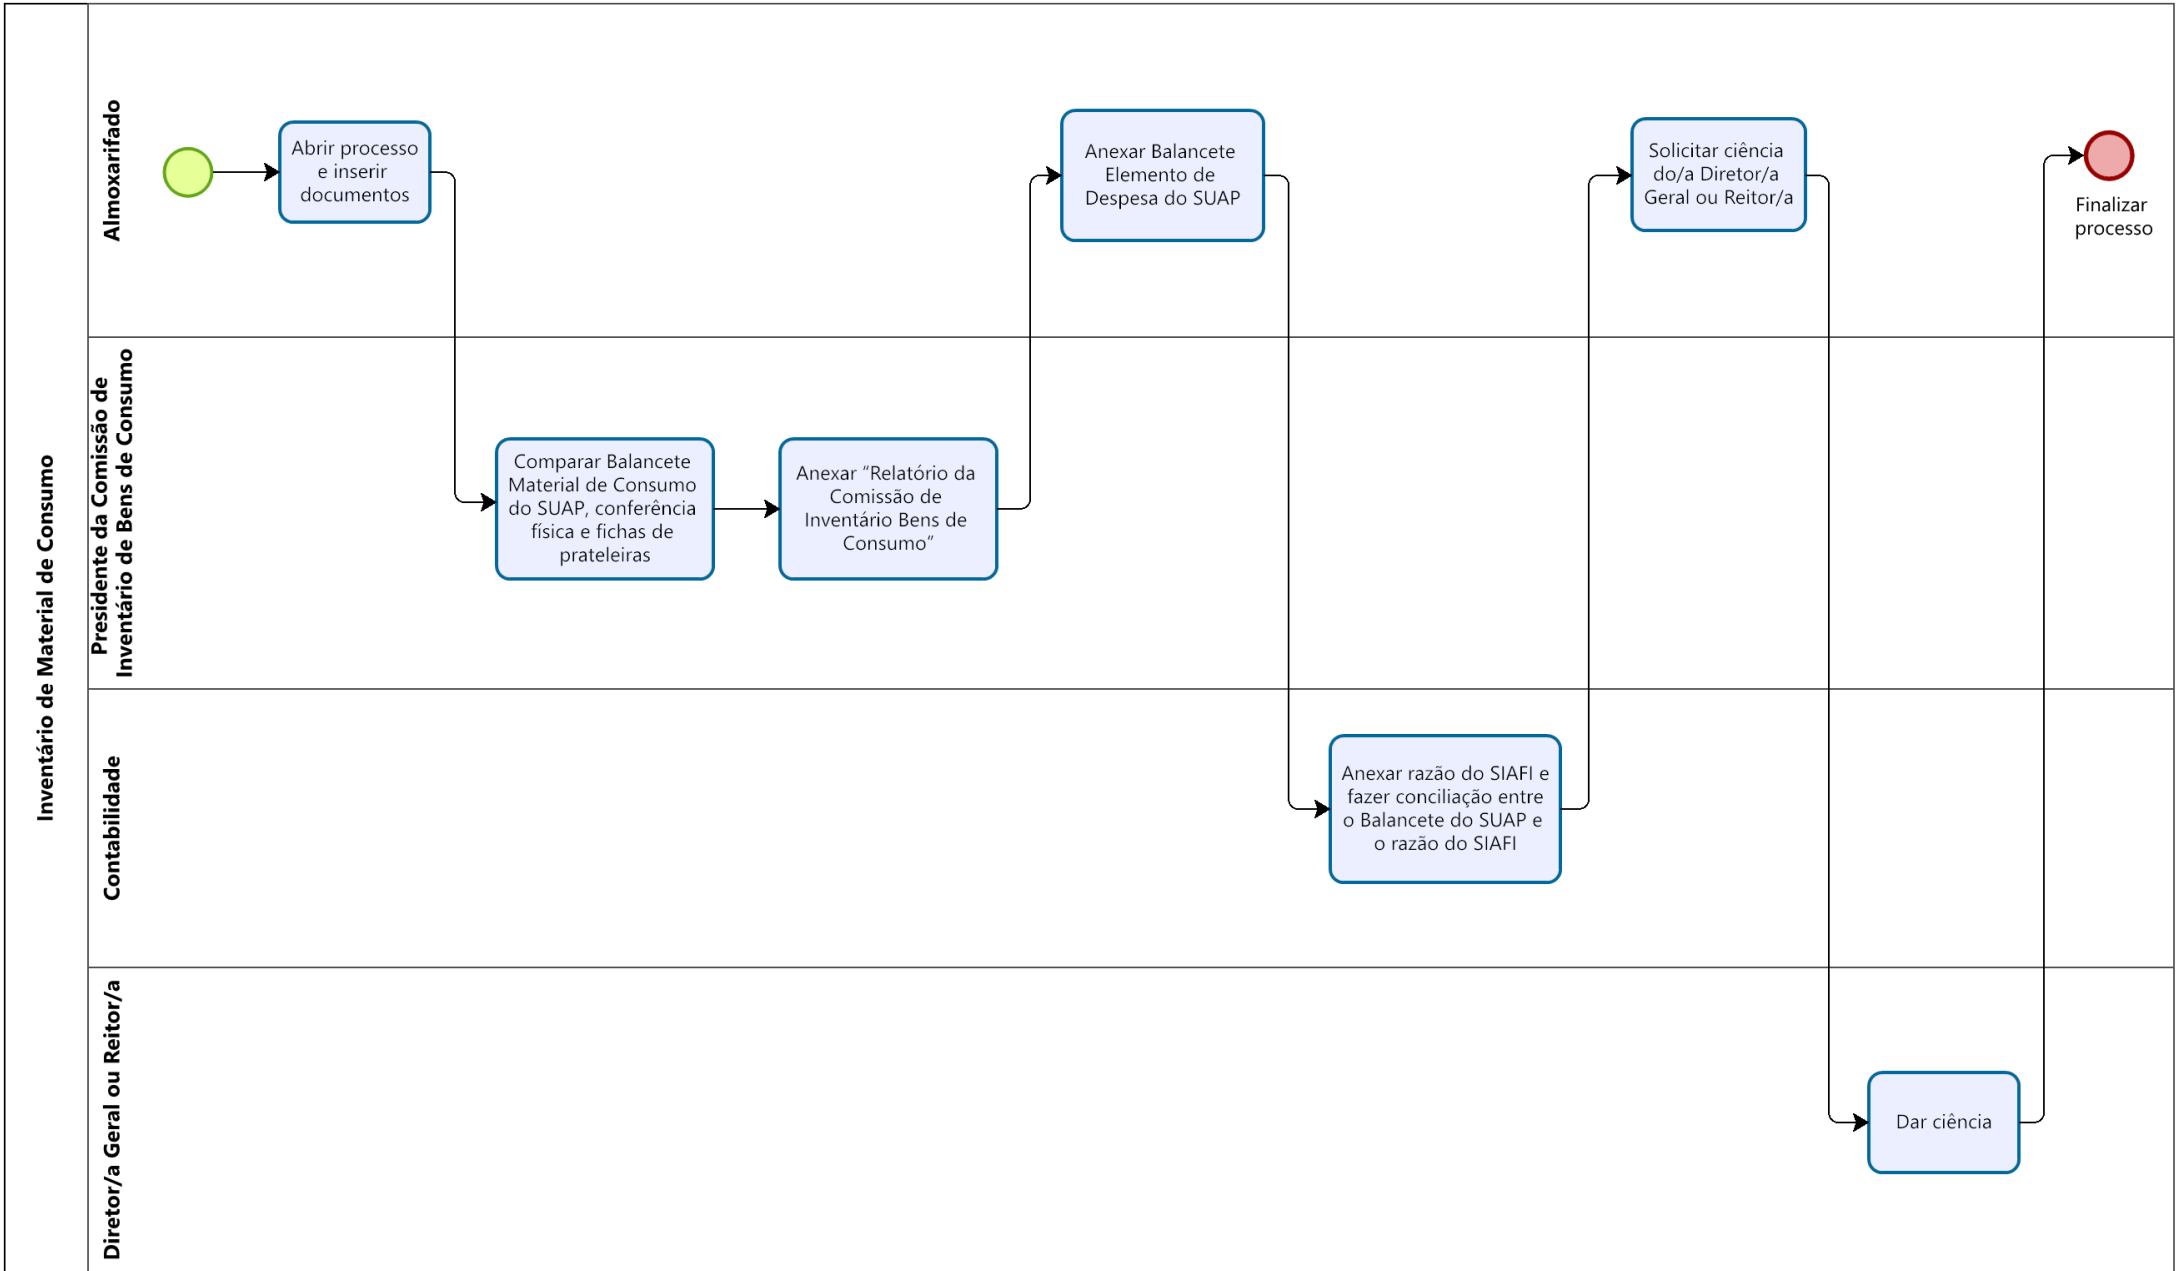 Inventário de Material de Consumo
Almoxarifado
Abrir processo
e inserir
documentos
Anexar Balancete
Elemento de
Despesa do SUAP
Solicitar ciência
do/a Diretor/a
Geral ou Reitor/a
Finalizar
processo
Presidente da Comissão de
Inventário de Bens de Consumo
Comparar Balancete
Material de Consumo
do SUAP, conferência
física e fichas de
prateleiras
Anexar “Relatório da
Comissão de
Inventário Bens de
Consumo”
Contabilidade
Anexar razão do SIAFI e
fazer conciliação entre
o Balancete do SUAP e
o razão do SIAFI
Diretor/a Geral ou Reitor/a
Dar ciência